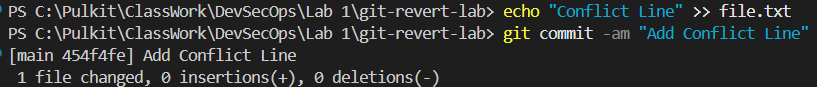 PS C:\Pulkit\ClassWork\DevSecOps\Lab 1\git-revert-lab> echo "Conflict Line" >> file.txt
PS C:\Pulkit\ClassWork\DevSecOps\Lab 1\git-revert-lab> git commit -am "Add Conflict Line"
[main 454f4fe] Add Conflict Line
 1 file changed, 0 insertions(+), 0 deletions(-)